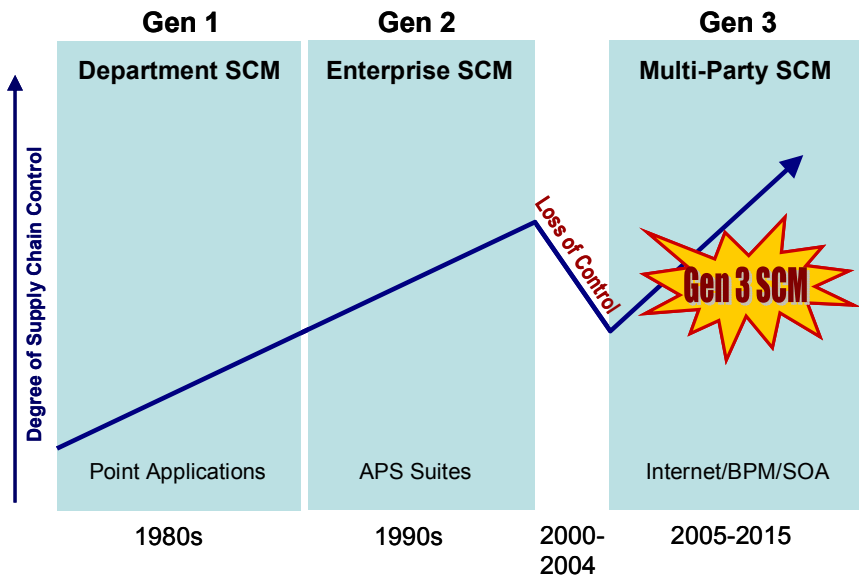 Gen 1
Gen 2
Gen 3
Department SCM
Enterprise SCM
Multi-Party SCM
Degree of Supply Chain Control
Loss of Control
Gen 3 SCM
Point Applications
APS Suites
Internet/BPM/SOA
1980s
1990s
2000-
2004
2005-2015